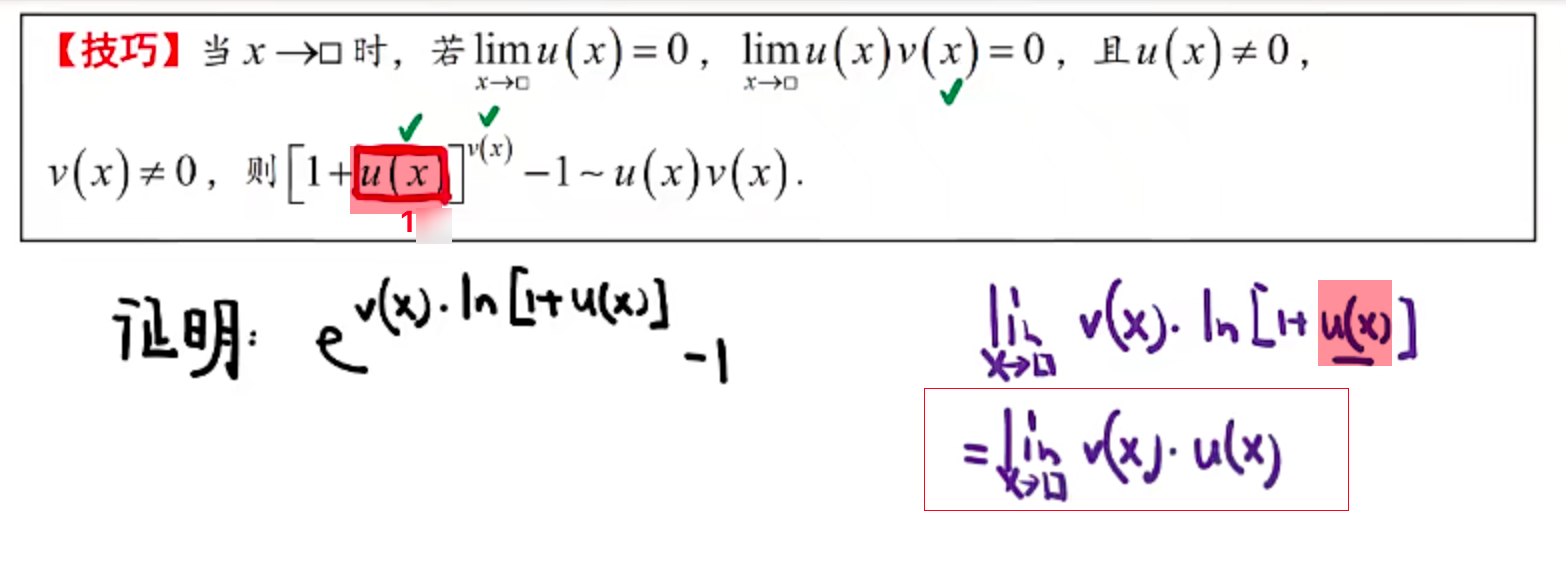 【技巧】当 x→□ 时，若 lim_{x→□} u(x)=0，lim_{x→□} u(x)v(x)=0，且u(x)≠0，
v(x)≠0，则[1+u(x)]^{v(x)}-1~u(x)v(x).
1
证明: e^{v(x)·ln[1+u(x)]}-1
lim_{x→□} v(x)·ln[1+u(x)]
=lim_{x→□} v(x)·u(x)